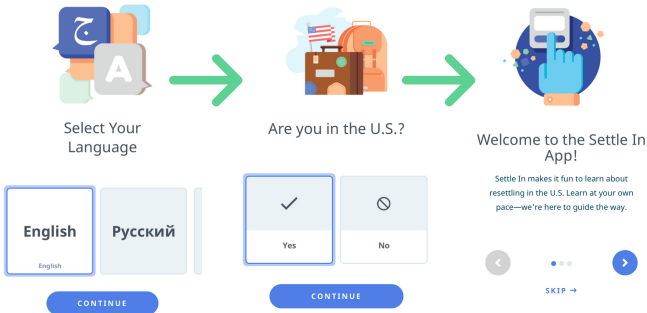 ج
A
Select Your
Language
English
English
Русский
CONTINUE
Are you in the U.S.?
Yes
No
CONTINUE
Welcome to the Settle In
App!
Settle In makes it fun to learn about
resettling in the U.S. Learn at your own
pace—we're here to guide the way.
SKIP →